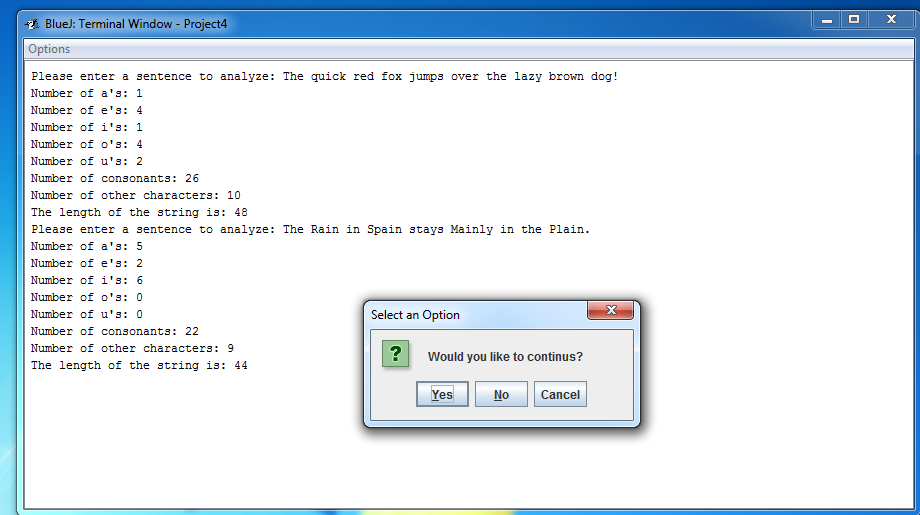 BlueJ: Terminal Window - Project4
Options
Please enter a sentence to analyze: The quick red fox jumps over the lazy brown dog!
Number of a's: 1
Number of e's: 4
Number of i's: 1
Number of o's: 4
Number of u's: 2
Number of consonants: 26
Number of other characters: 10
The length of the string is: 48
Please enter a sentence to analyze: The Rain in Spain stays Mainly in the Plain.
Number of a's: 5
Number of e's: 2
Number of i's: 6
Number of o's: 0
Number of u's: 0
Number of consonants: 22
Number of other characters: 9
The length of the string is: 44
Select an Option
Would you like to continus?
Yes No Cancel